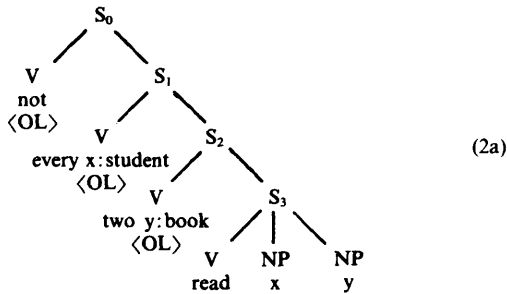 S₀
V S₁
not
⟨OL⟩
V S₂
every x:student
⟨OL⟩
(2a)
V S₃
two y:book
⟨OL⟩
V NP NP
read x y